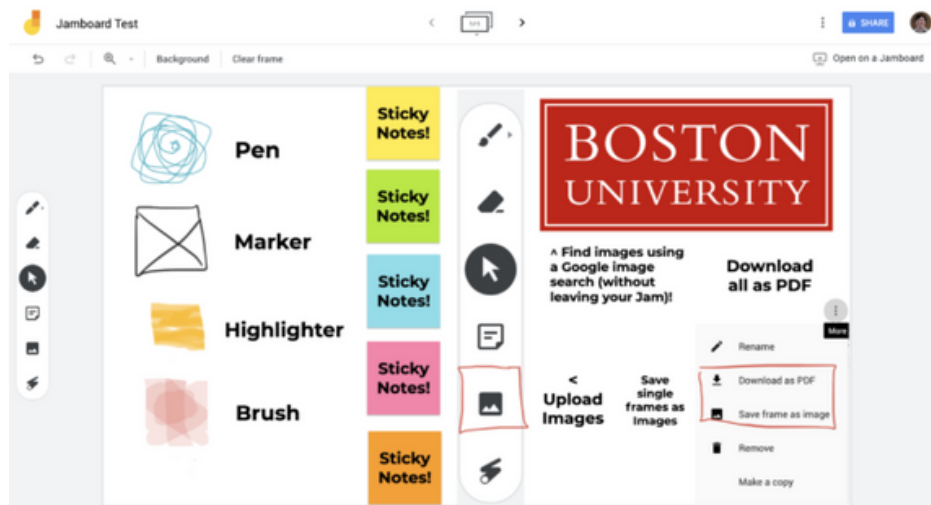 Jamboard Test
SHARE
Background
Clear frame
Open on a Jamboard
Pen
Marker
Highlighter
Brush
Sticky
Notes!
Sticky
Notes!
Sticky
Notes!
Sticky
Notes!
Sticky
Notes!
BOSTON
UNIVERSITY
^ Find images using
a Google image
search (without
leaving your Jam)!
Download
all as PDF
<
Upload
Images
Save
single
frames as
Images
More
Rename
Download as PDF
Save frame as image
Remove
Make a copy